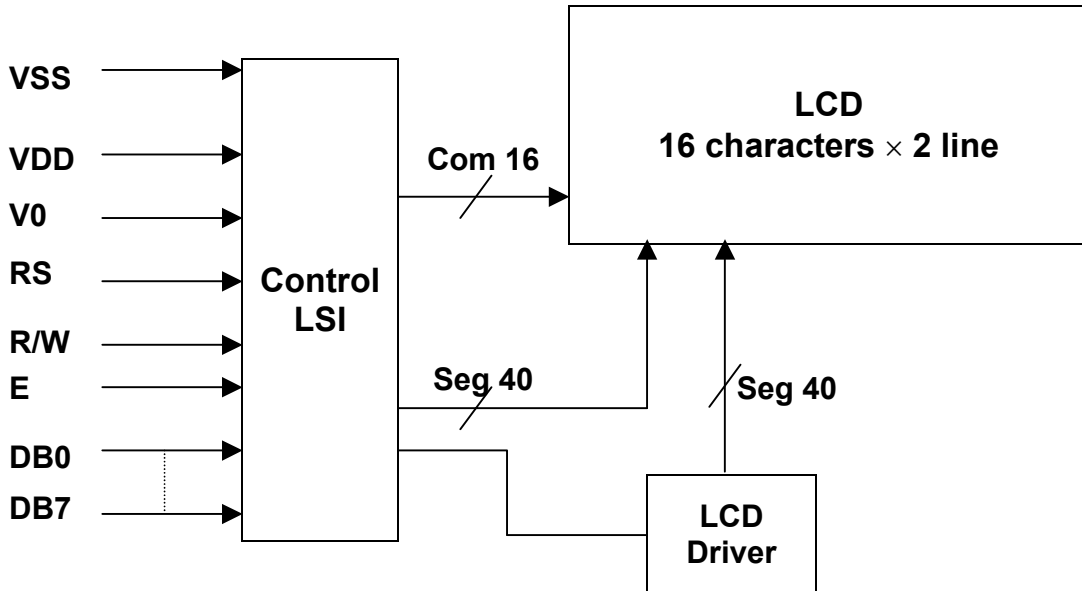 VSS
VDD
V0
RS
R/W
E
DB0
DB7
Control
LSI
Com 16
Seg 40
LCD
16 characters × 2 line
Seg 40
LCD
Driver